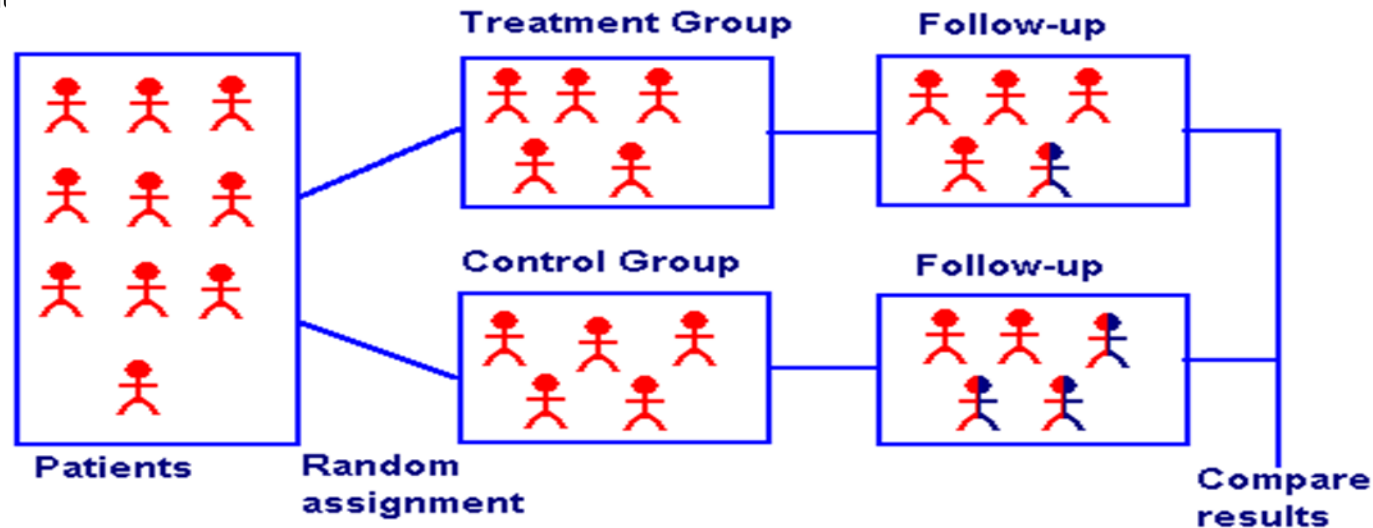 Treatment Group
Follow-up
Control Group
Follow-up
Patients
Random
assignment
Compare
results